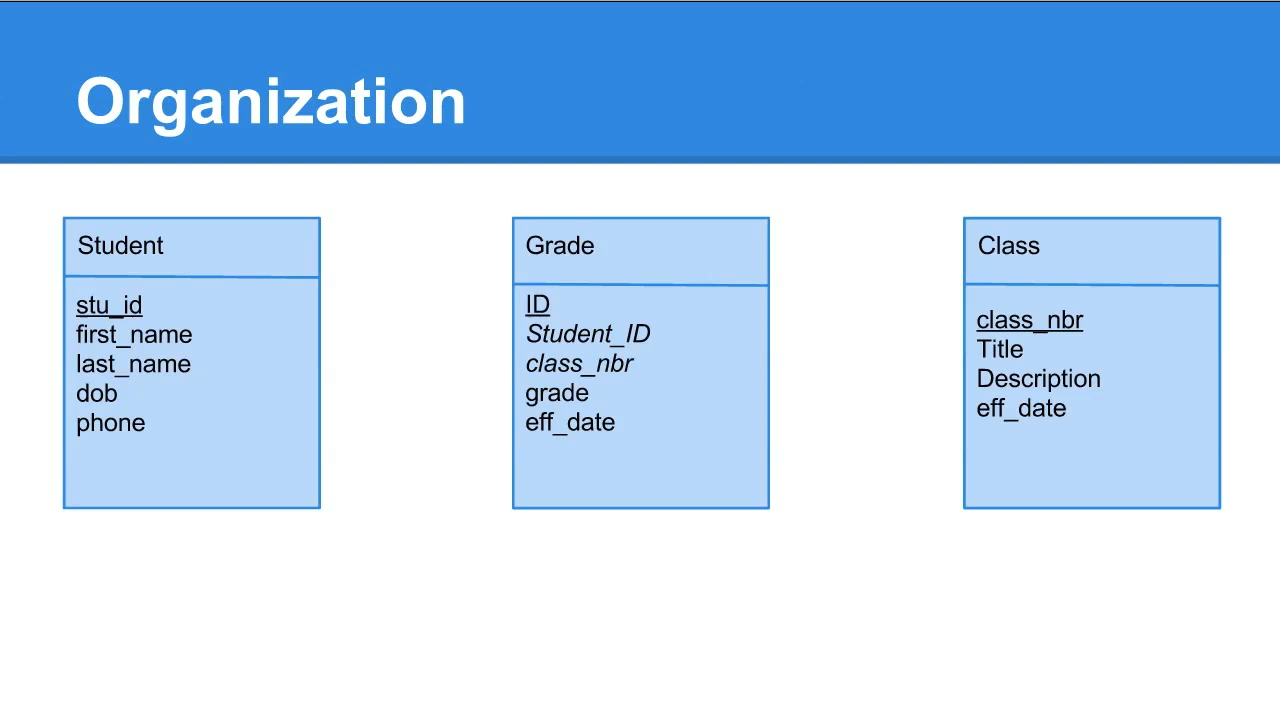 Organization
Student
stu_id
first_name
last_name
dob
phone
Grade
ID
Student_ID
class_nbr
grade
eff_date
Class
class_nbr
Title
Description
eff_date